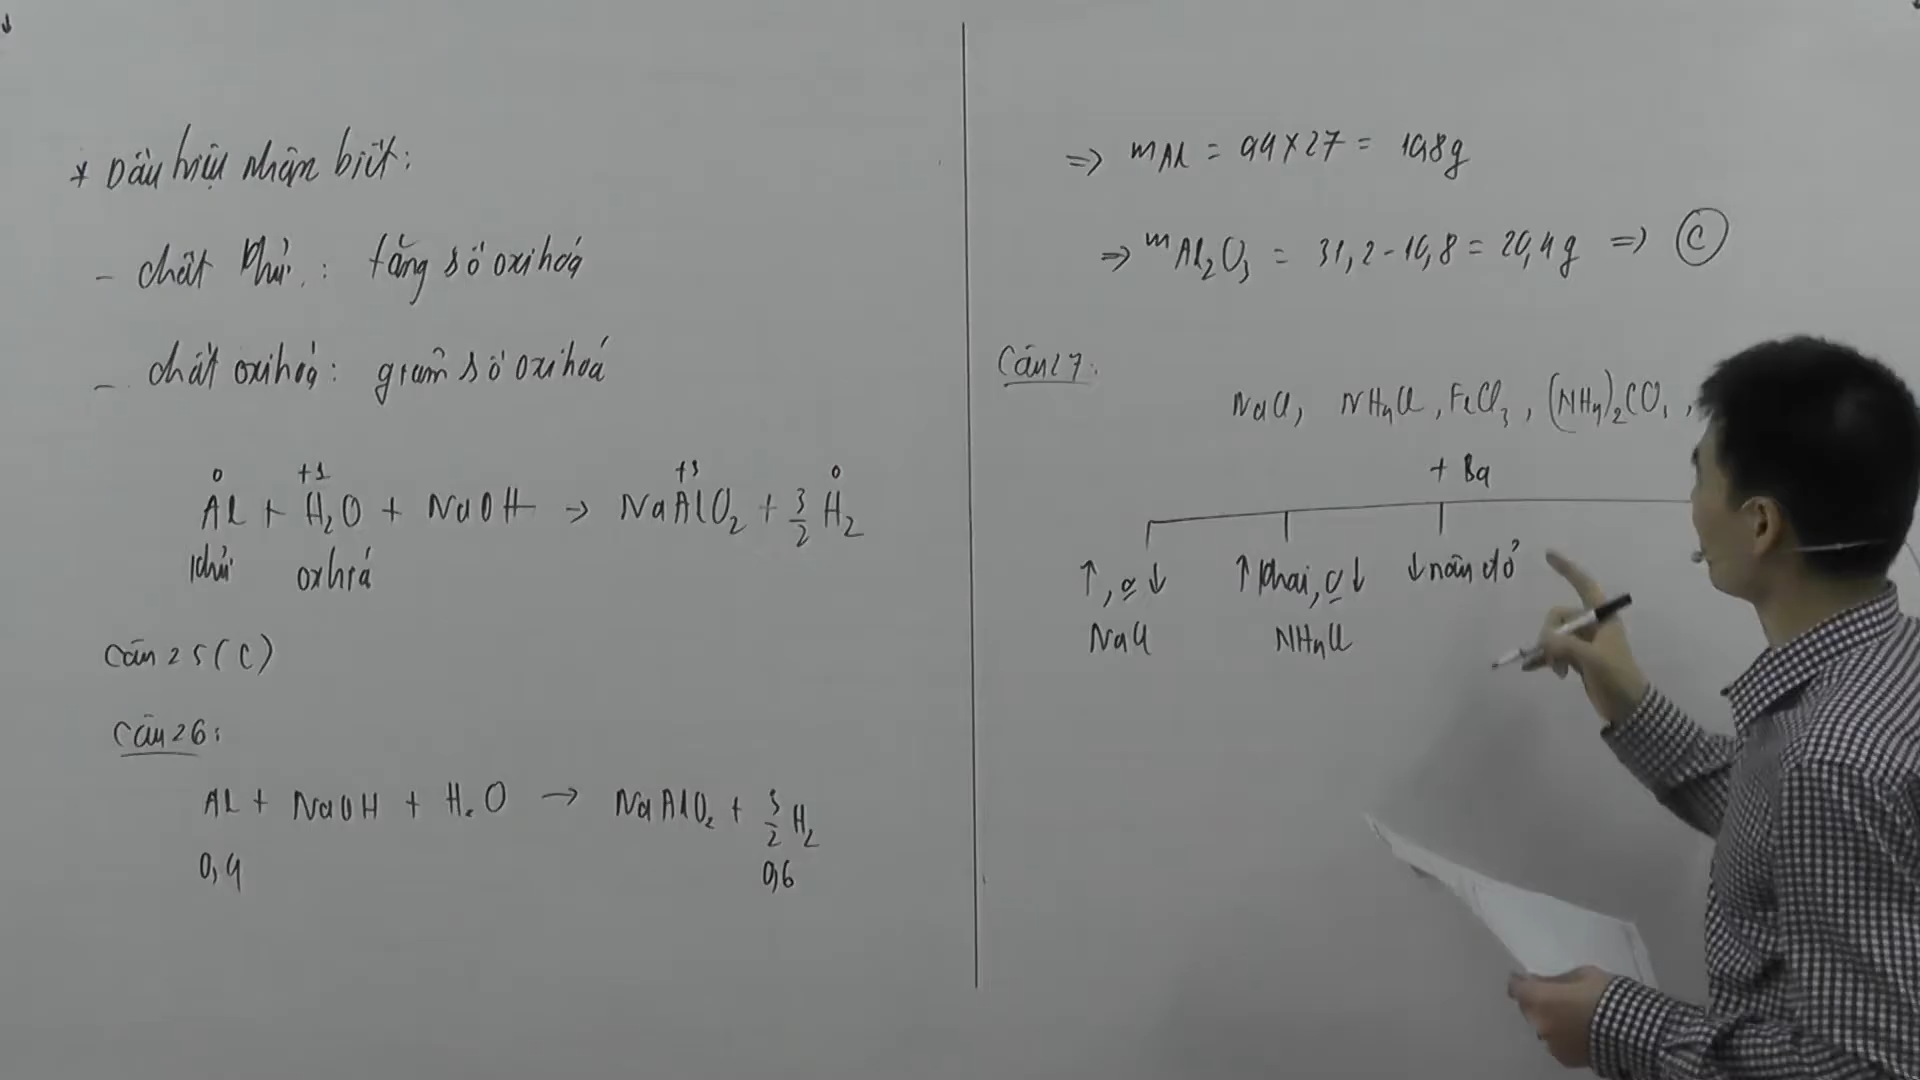 * Dấu hiệu nhận biết:
- chất khử : tăng số oxi hoá
- chất oxi hoá : giảm số oxi hoá
0 +1 +3 0
Al + H₂O + NaOH → NaAlO₂ + 3/2 H₂
khử oxhoá
Câu 25 (C)
Câu 26:
Al + NaOH + H₂O → NaAlO₂ + 3/2 H₂
0,4 0,6
⇒ mAl = 0,4 x 27 = 10,8g
⇒ mAl₂O₃ = 31,2 - 10,8 = 20,4g ⇒ C
Câu 27:
NaCl, NH₄Cl, FeCl₃, (NH₄)₂CO₃,
+ Ba
↑, o ↓ ↑ khai, o ↓ ↓ nâu đỏ
NaCl NH₄Cl